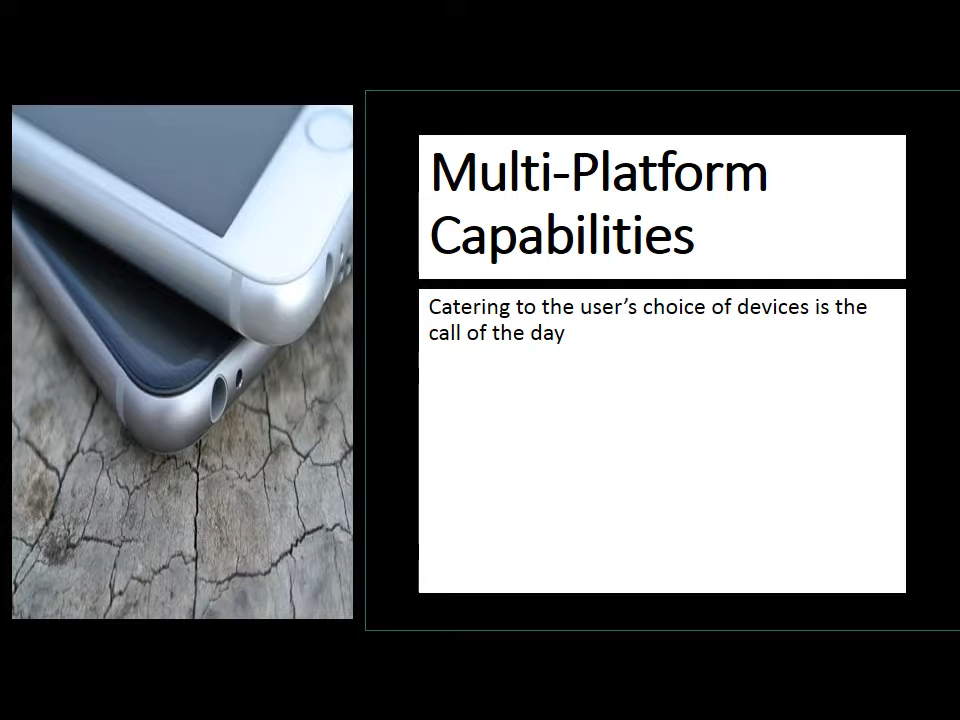 Multi-Platform
Capabilities
Catering to the user’s choice of devices is the
call of the day